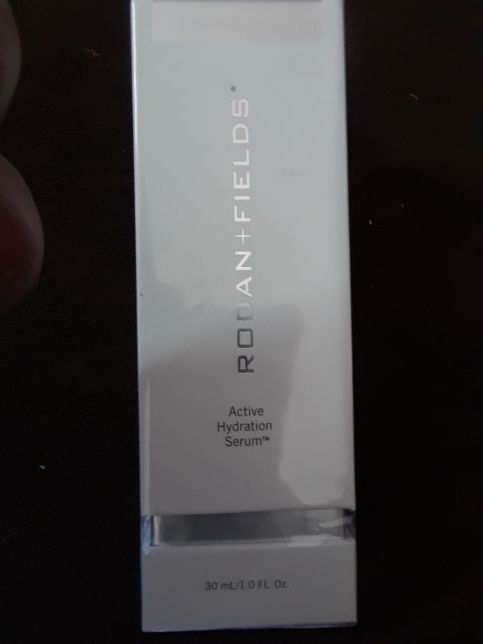 RODAN+FIELDS®
Active
Hydration
Serum™
30 mL/1.0 FL. Oz.